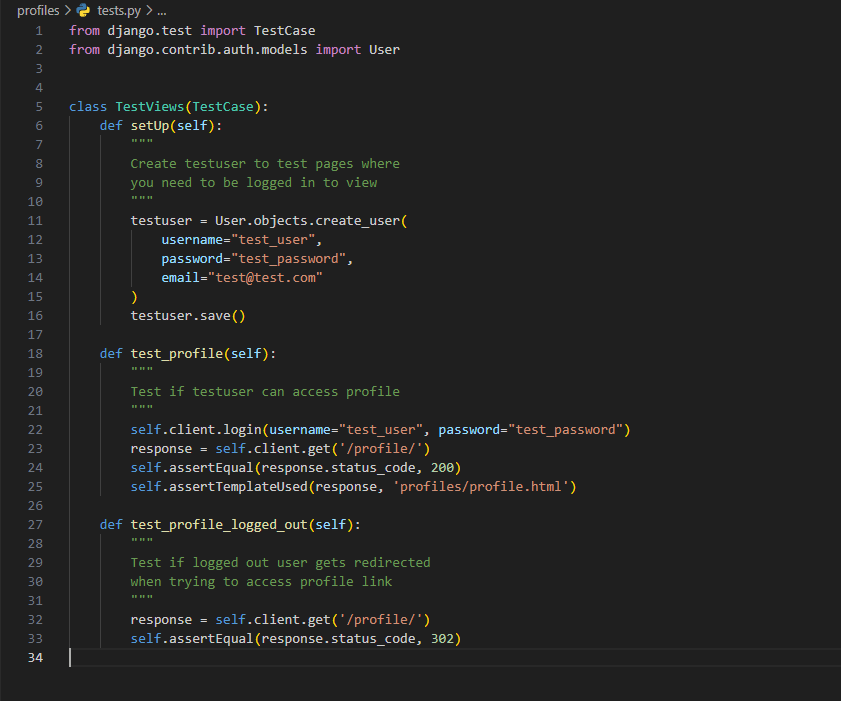 profiles > tests.py > ...
1 from django.test import TestCase
2 from django.contrib.auth.models import User
3
4
5 class TestViews(TestCase):
6     def setUp(self):
7         """
8         Create testuser to test pages where
9         you need to be logged in to view
10         """
11         testuser = User.objects.create_user(
12             username="test_user",
13             password="test_password",
14             email="test@test.com"
15         )
16         testuser.save()
17
18     def test_profile(self):
19         """
20         Test if testuser can access profile
21         """
22         self.client.login(username="test_user", password="test_password")
23         response = self.client.get('/profile/')
24         self.assertEqual(response.status_code, 200)
25         self.assertTemplateUsed(response, 'profiles/profile.html')
26
27     def test_profile_logged_out(self):
28         """
29         Test if logged out user gets redirected
30         when trying to access profile link
31         """
32         response = self.client.get('/profile/')
33         self.assertEqual(response.status_code, 302)
34